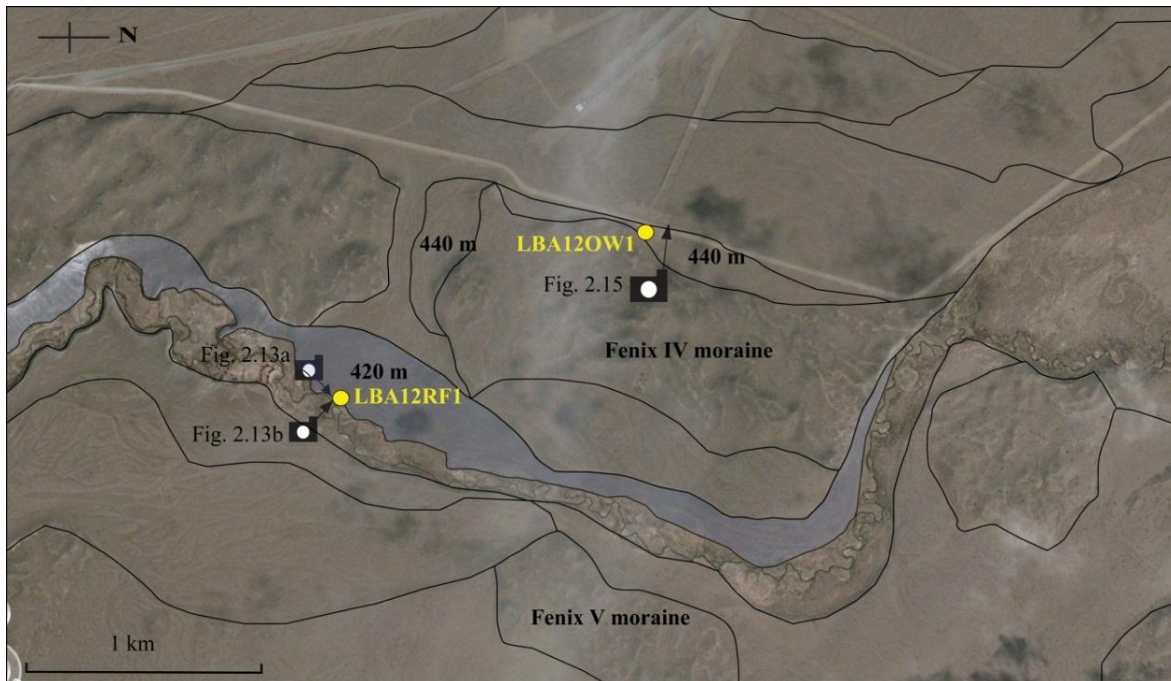 N
440 m
LBA12OW1
440 m
Fig. 2.15
Fenix IV moraine
Fig. 2.13a
420 m
LBA12RF1
Fig. 2.13b
Fenix V moraine
1 km